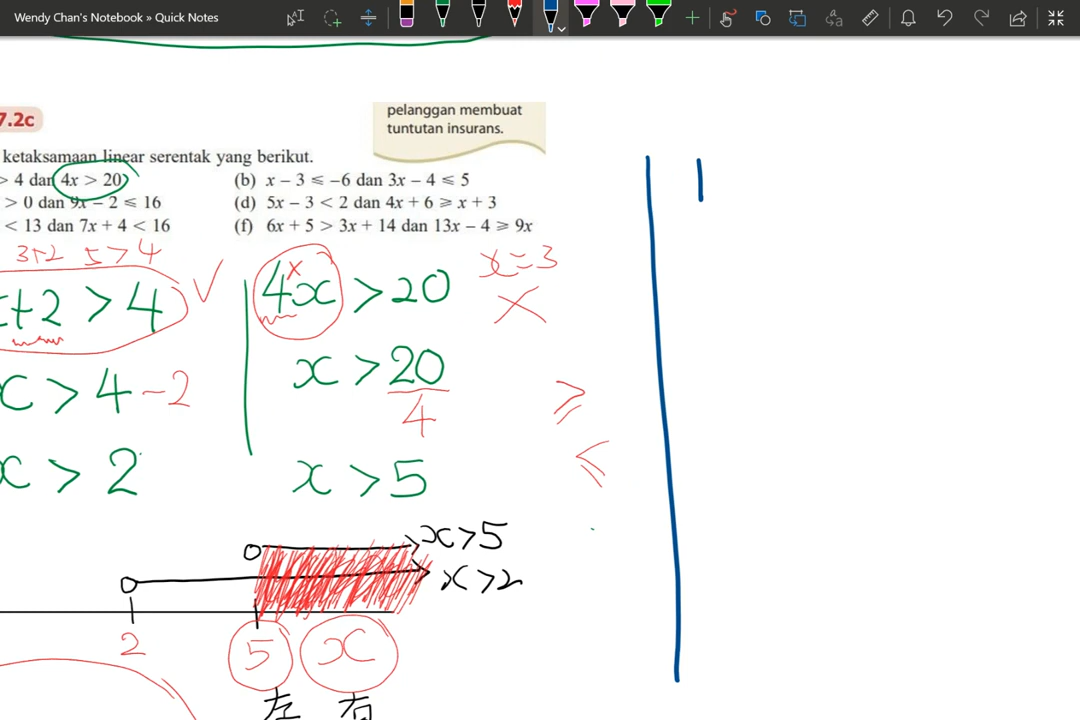 Wendy Chan's Notebook » Quick Notes
pelanggan membuat
tuntutan insurans.
7.2c
ketaksamaan linear serentak yang berikut.
> 4 dan 4x > 20
(b) x − 3 ⩽ −6 dan 3x − 4 ⩽ 5
> 0 dan 9x − 2 ⩽ 16
(d) 5x − 3 < 2 dan 4x + 6 ⩾ x + 3
< 13 dan 7x + 4 < 16
(f) 6x + 5 > 3x + 14 dan 13x − 4 ⩾ 9x
3+2 5 > 4
x = 3
x+2 > 4 ✓
4x > 20 ×
x > 4 − 2
x > 20/4
⩾
⩽
x > 2
x > 5
x > 5
x > 2
2 5 x
左 右